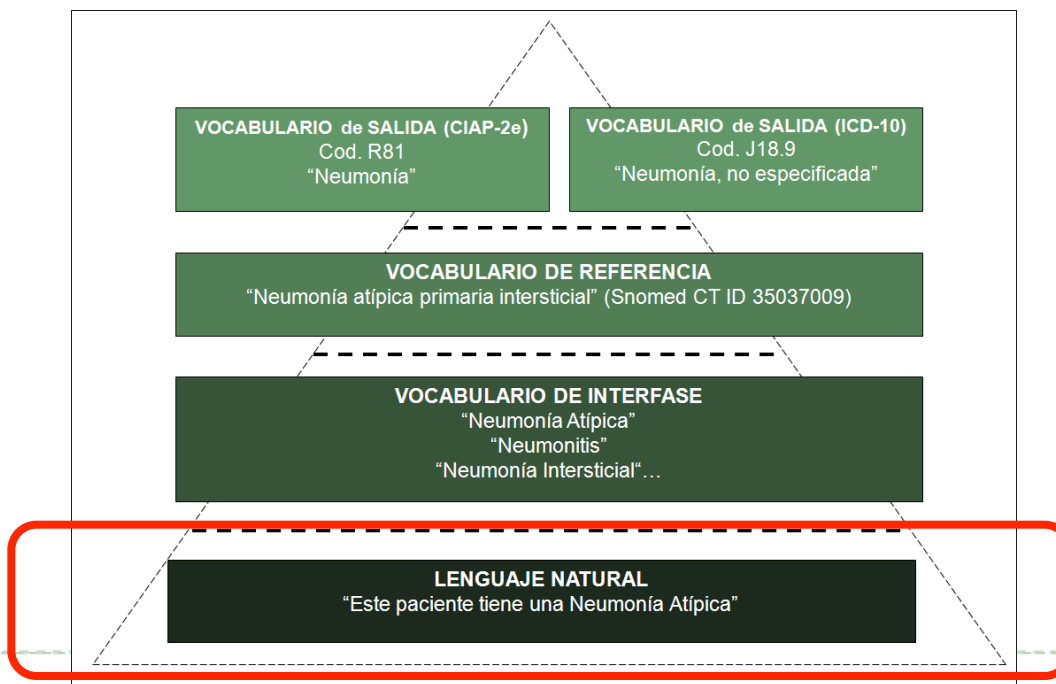 VOCABULARIO de SALIDA (CIAP-2e)
Cod. R81
“Neumonía”
VOCABULARIO de SALIDA (ICD-10)
Cod. J18.9
“Neumonía, no especificada”
VOCABULARIO DE REFERENCIA
“Neumonía atípica primaria intersticial” (Snomed CT ID 35037009)
VOCABULARIO DE INTERFASE
“Neumonía Atípica”
“Neumonitis”
“Neumonía Intersticial“…
LENGUAJE NATURAL
“Este paciente tiene una Neumonía Atípica”